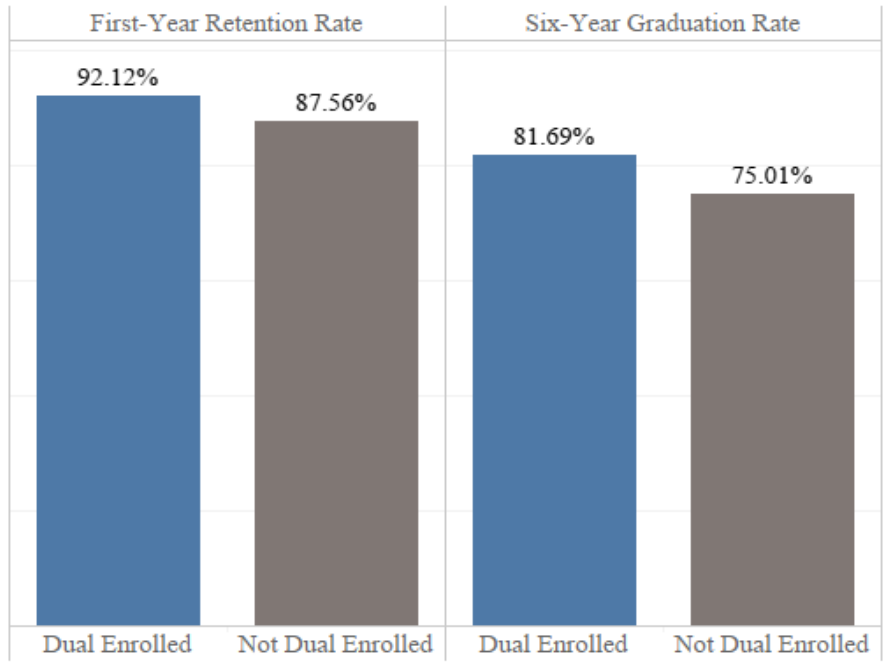 First-Year Retention Rate
Six-Year Graduation Rate
92.12%
87.56%
81.69%
75.01%
Dual Enrolled
Not Dual Enrolled
Dual Enrolled
Not Dual Enrolled